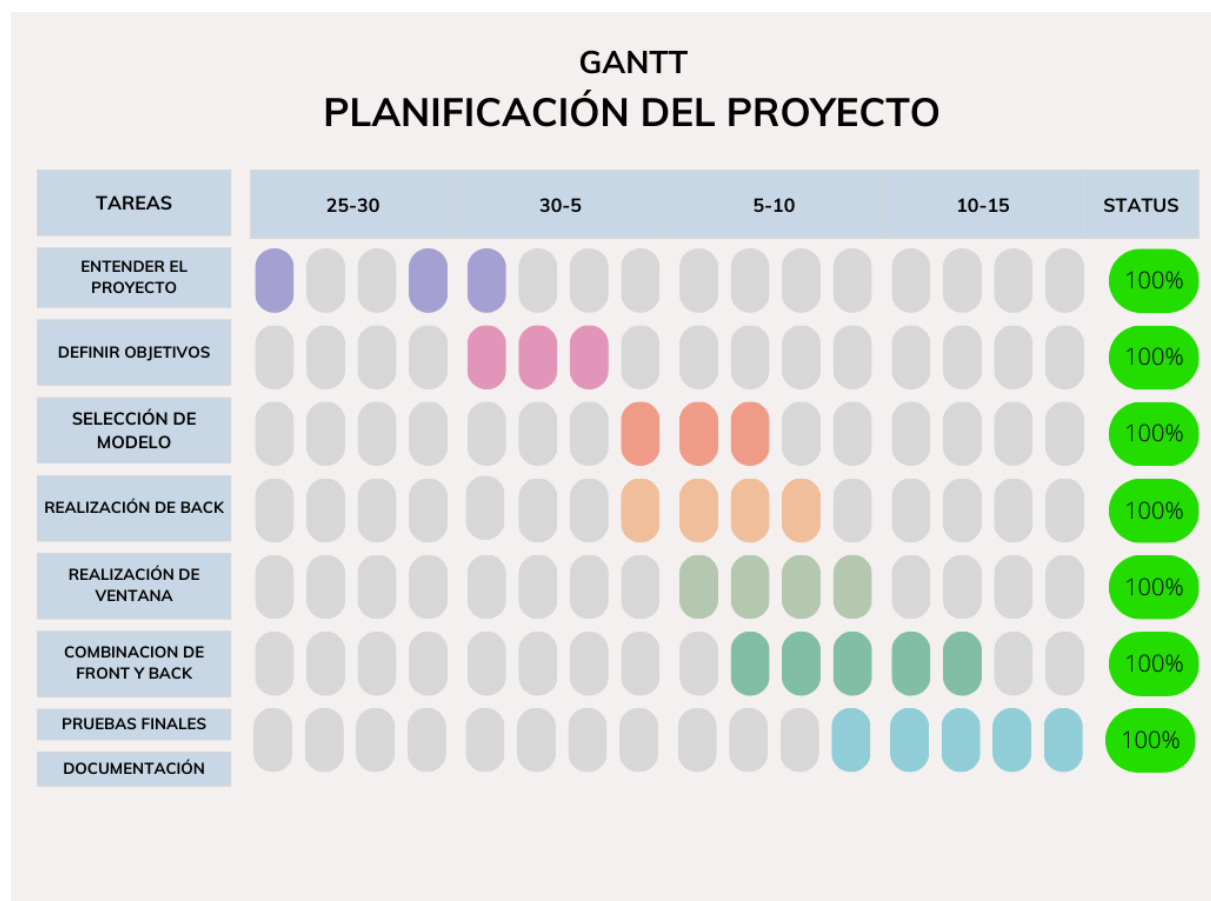 GANTT
PLANIFICACIÓN DEL PROYECTO
TAREAS
25-30
30-5
5-10
10-15
STATUS
ENTENDER EL
PROYECTO
100%
DEFINIR OBJETIVOS
100%
SELECCIÓN DE
MODELO
100%
REALIZACIÓN DE BACK
100%
REALIZACIÓN DE
VENTANA
100%
COMBINACION DE
FRONT Y BACK
100%
PRUEBAS FINALES
100%
DOCUMENTACIÓN